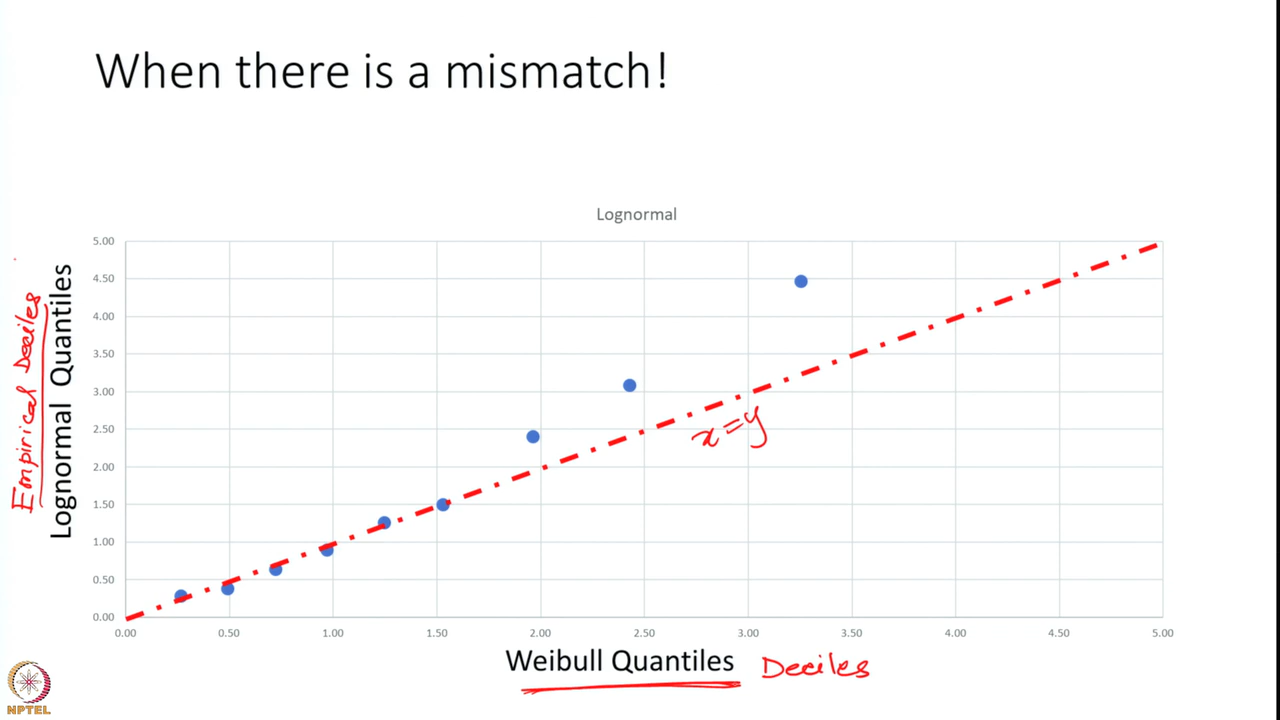 When there is a mismatch!
Lognormal
Empirical Deciles
Lognormal Quantiles
5.00
4.50
4.00
3.50
3.00
2.50
2.00
1.50
1.00
0.50
0.00
x=y
0.00 0.50 1.00 1.50 2.00 2.50 3.00 3.50 4.00 4.50 5.00
Weibull Quantiles Deciles
NPTEL